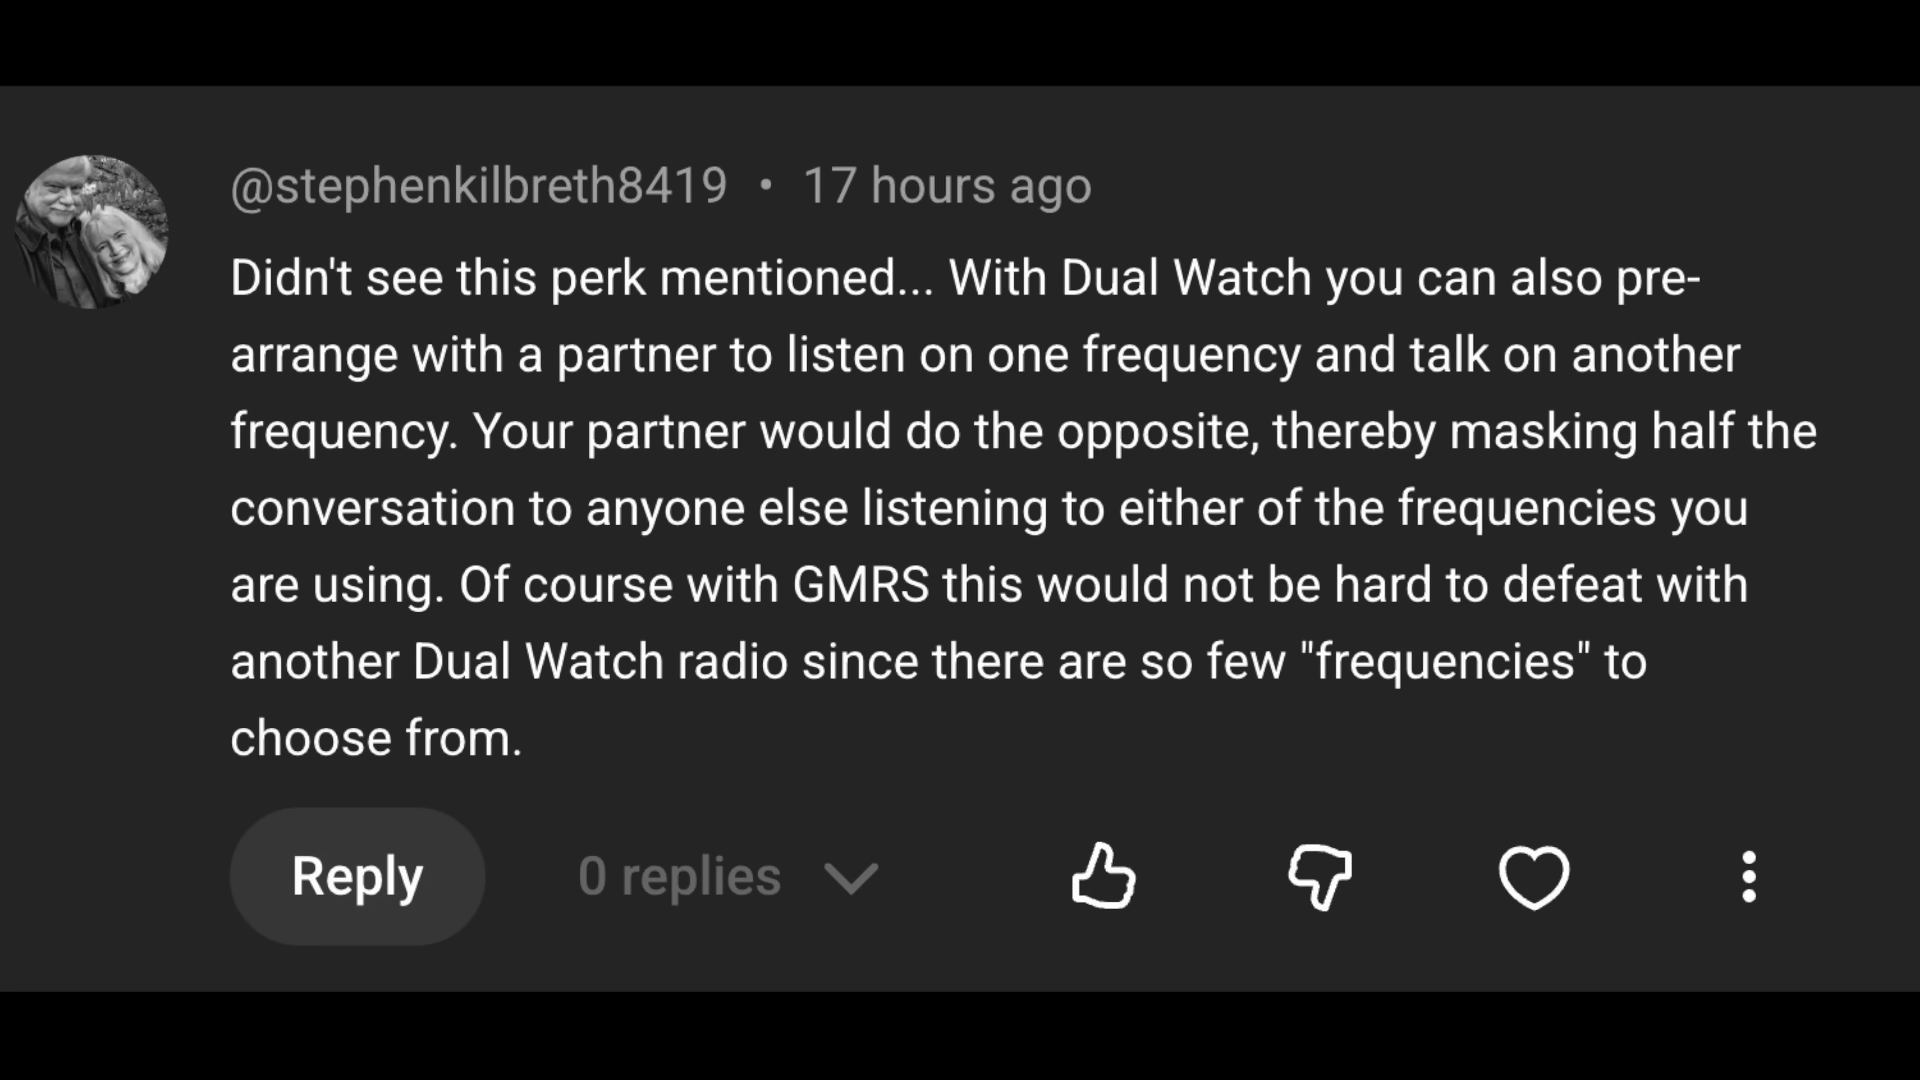 @stephenkilbreth8419 • 17 hours ago
Didn't see this perk mentioned... With Dual Watch you can also pre-
arrange with a partner to listen on one frequency and talk on another
frequency. Your partner would do the opposite, thereby masking half the
conversation to anyone else listening to either of the frequencies you
are using. Of course with GMRS this would not be hard to defeat with
another Dual Watch radio since there are so few "frequencies" to
choose from.
Reply 0 replies